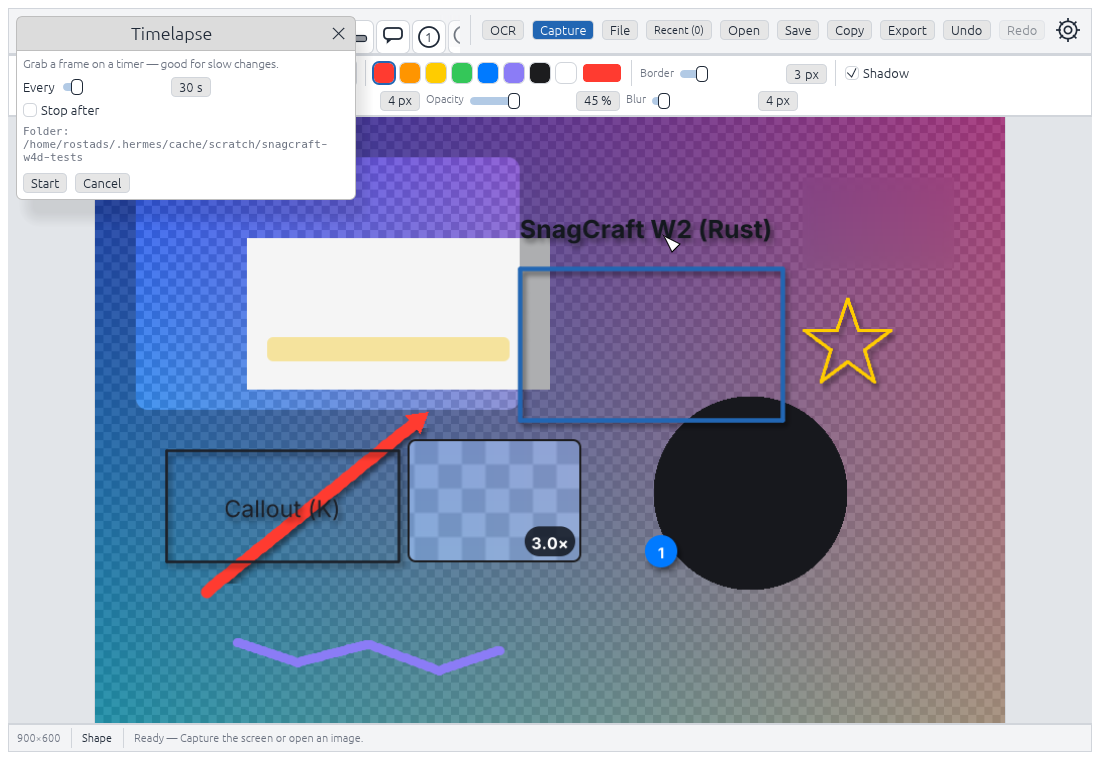 Timelapse
Grab a frame on a timer — good for slow changes.
Every 30 s
Stop after
Folder:
/home/rostads/.hermes/cache/scratch/snagcraft-
w4d-tests
Start Cancel
1
OCR Capture File Recent (0) Open Save Copy Export Undo Redo
Border 3 px Shadow
4 px Opacity 45 % Blur 4 px
SnagCraft W2 (Rust)
Callout (K)
3.0×
1
900×600 Shape Ready — Capture the screen or open an image.